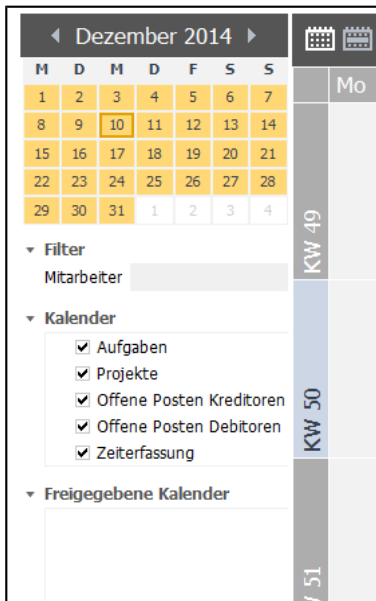 Dezember 2014
M D M D F S S
1 2 3 4 5 6 7
8 9 10 11 12 13 14
15 16 17 18 19 20 21
22 23 24 25 26 27 28
29 30 31 1 2 3 4
Filter
Mitarbeiter
Kalender
Aufgaben
Projekte
Offene Posten Kreditoren
Offene Posten Debitoren
Zeiterfassung
Freigegebene Kalender
Mo
KW 49
KW 50
51